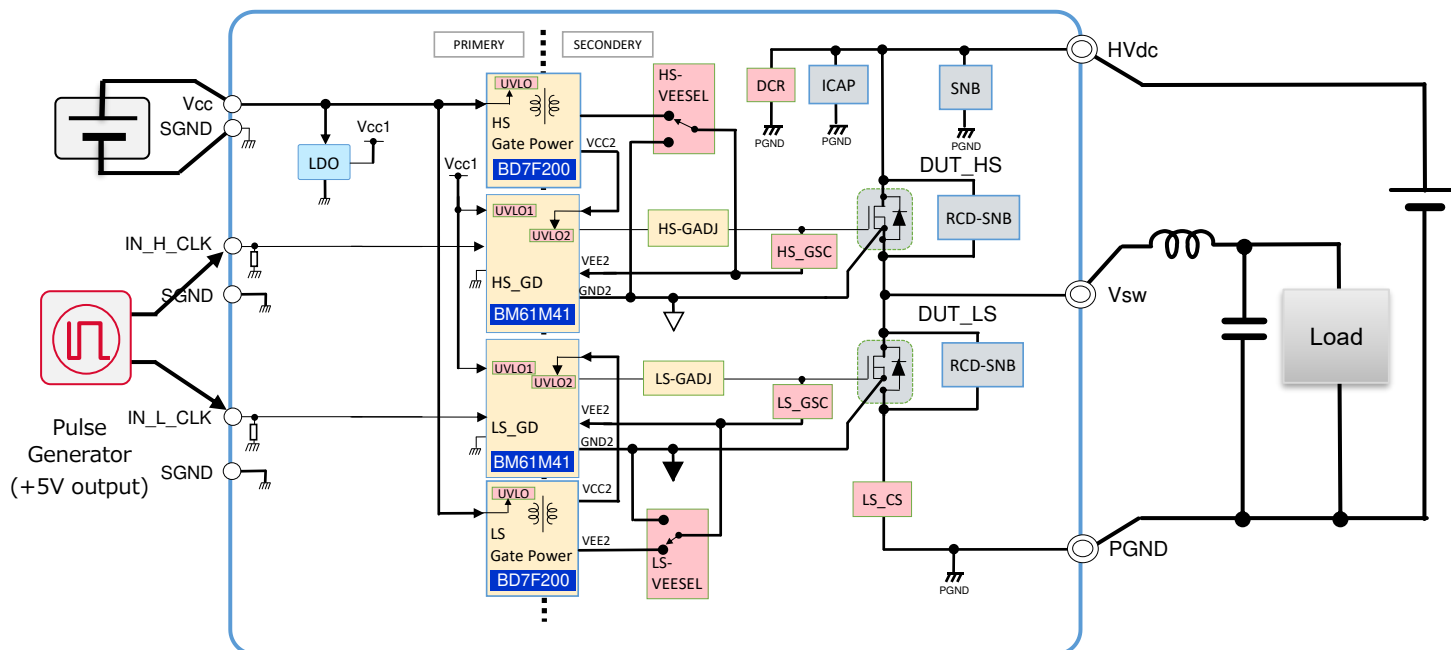 PRIMERY
SECONDERY
HVdc
Vcc
SGND
Vcc1
LDO
UVLO
HS
Gate Power
BD7F200
VCC2
HS-
VEESEL
DCR
PGND
ICAP
PGND
SNB
PGND
DUT_HS
RCD-SNB
Vcc1
UVLO1
UVLO2
HS-GADJ
HS_GSC
VEE2
HS_GD
GND2
BM61M41
IN_H_CLK
SGND
Vsw
DUT_LS
RCD-SNB
Load
UVLO1
UVLO2
LS-GADJ
LS_GSC
VEE2
LS_GD
GND2
BM61M41
IN_L_CLK
SGND
Pulse
Generator
(+5V output)
UVLO
VCC2
LS
Gate Power
VEE2
BD7F200
LS-
VEESEL
LS_CS
PGND
PGND